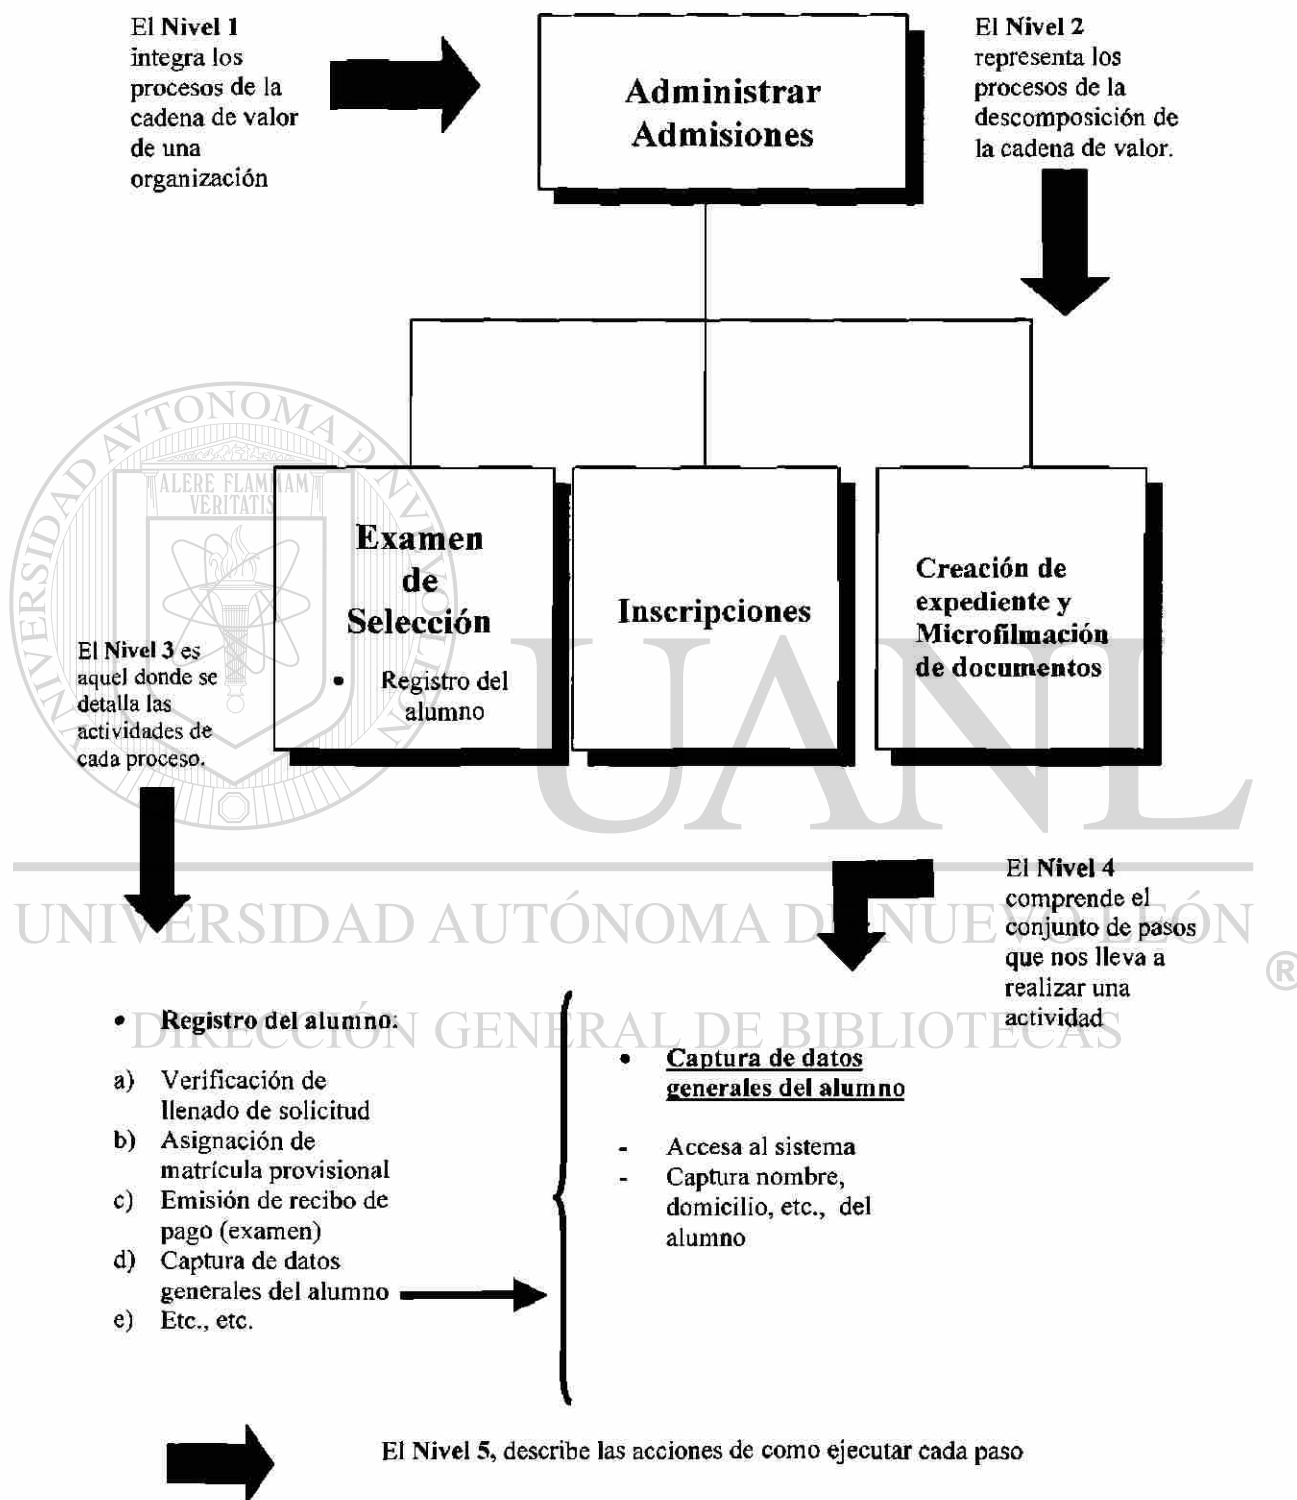 El Nivel 1
integra los
procesos de la
cadena de valor
de una
organización
Administrar
Admisiones
El Nivel 2
representa los
procesos de la
descomposición de
la cadena de valor.
UNIVERSIDAD AVTONOMA D NVEVO LEON
ALERE FLAMMAM
VERITATIS
Examen
de
Selección
• Registro del
alumno
Inscripciones
Creación de
expediente y
Microfilmación
de documentos
El Nivel 3 es
aquel donde se
detalla las
actividades de
cada proceso.
UANL
UNIVERSIDAD AUTÓNOMA DE NUEVO LEÓN
®
DIRECCIÓN GENERAL DE BIBLIOTECAS
El Nivel 4
comprende el
conjunto de pasos
que nos lleva a
realizar una
actividad
• Registro del alumno:
a) Verificación de
llenado de solicitud
b) Asignación de
matrícula provisional
c) Emisión de recibo de
pago (examen)
d) Captura de datos
generales del alumno
e) Etc., etc.
• Captura de datos
generales del alumno
- Accesa al sistema
- Captura nombre,
domicilio, etc., del
alumno
El Nivel 5, describe las acciones de como ejecutar cada paso